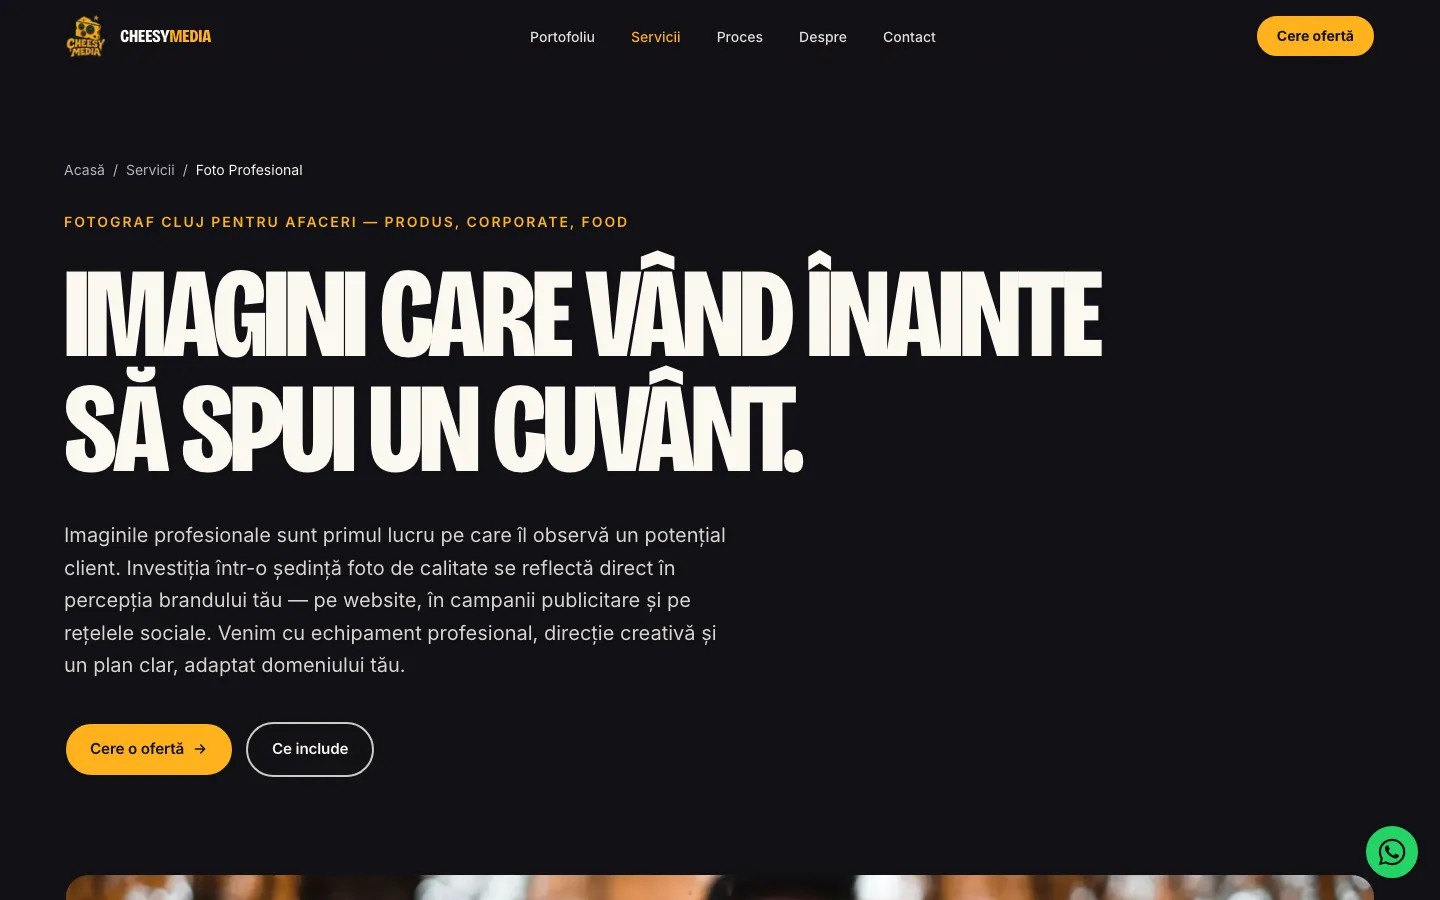 CHEESY
MEDIA
CHEESYMEDIA
Portofoliu
Servicii
Proces
Despre
Contact
Cere ofertă
Acasă / Servicii / Foto Profesional
FOTOGRAF CLUJ PENTRU AFACERI — PRODUS, CORPORATE, FOOD
IMAGINI CARE VÂND ÎNAINTE
SĂ SPUI UN CUVÂNT.
Imaginile profesionale sunt primul lucru pe care îl observă un potențial
client. Investiția într-o ședință foto de calitate se reflectă direct în
percepția brandului tău — pe website, în campanii publicitare și pe
rețelele sociale. Venim cu echipament profesional, direcție creativă și
un plan clar, adaptat domeniului tău.
Cere o ofertă →
Ce include